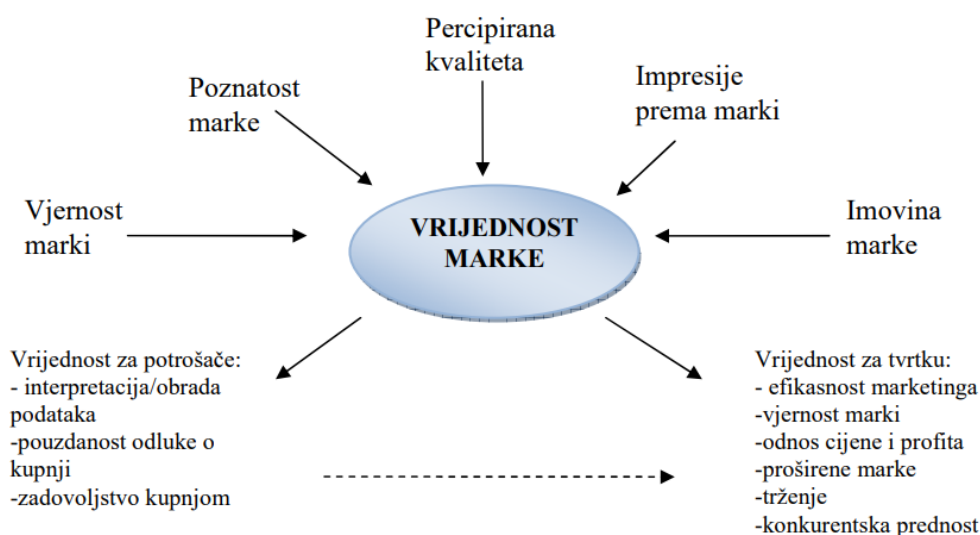 Percipirana
kvaliteta
Poznatost
marke
Impresije
prema marki
Vjernost
marki
VRIJEDNOST
MARKE
Imovina
marke
Vrijednost za potrošače:
- interpretacija/obrada
podataka
-pouzdanost odluke o
kupnji
-zadovoljstvo kupnjom
Vrijednost za tvrtku:
- efikasnost marketinga
-vjernost marki
-odnos cijene i profita
-proširene marke
-trženje
-konkurentska prednost